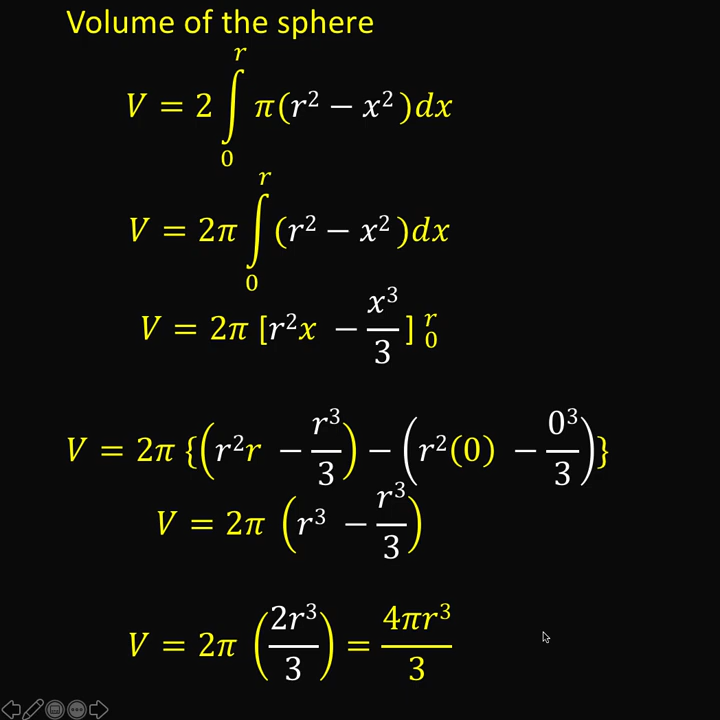 Volume of the sphere
V = 2 ∫₀ʳ π(r² − x²)dx
V = 2π ∫₀ʳ (r² − x²)dx
V = 2π [r²x − x³/3]₀ʳ
V = 2π {(r²r − r³/3) − (r²(0) − 0³/3)}
V = 2π (r³ − r³/3)
V = 2π (2r³/3) = 4πr³/3